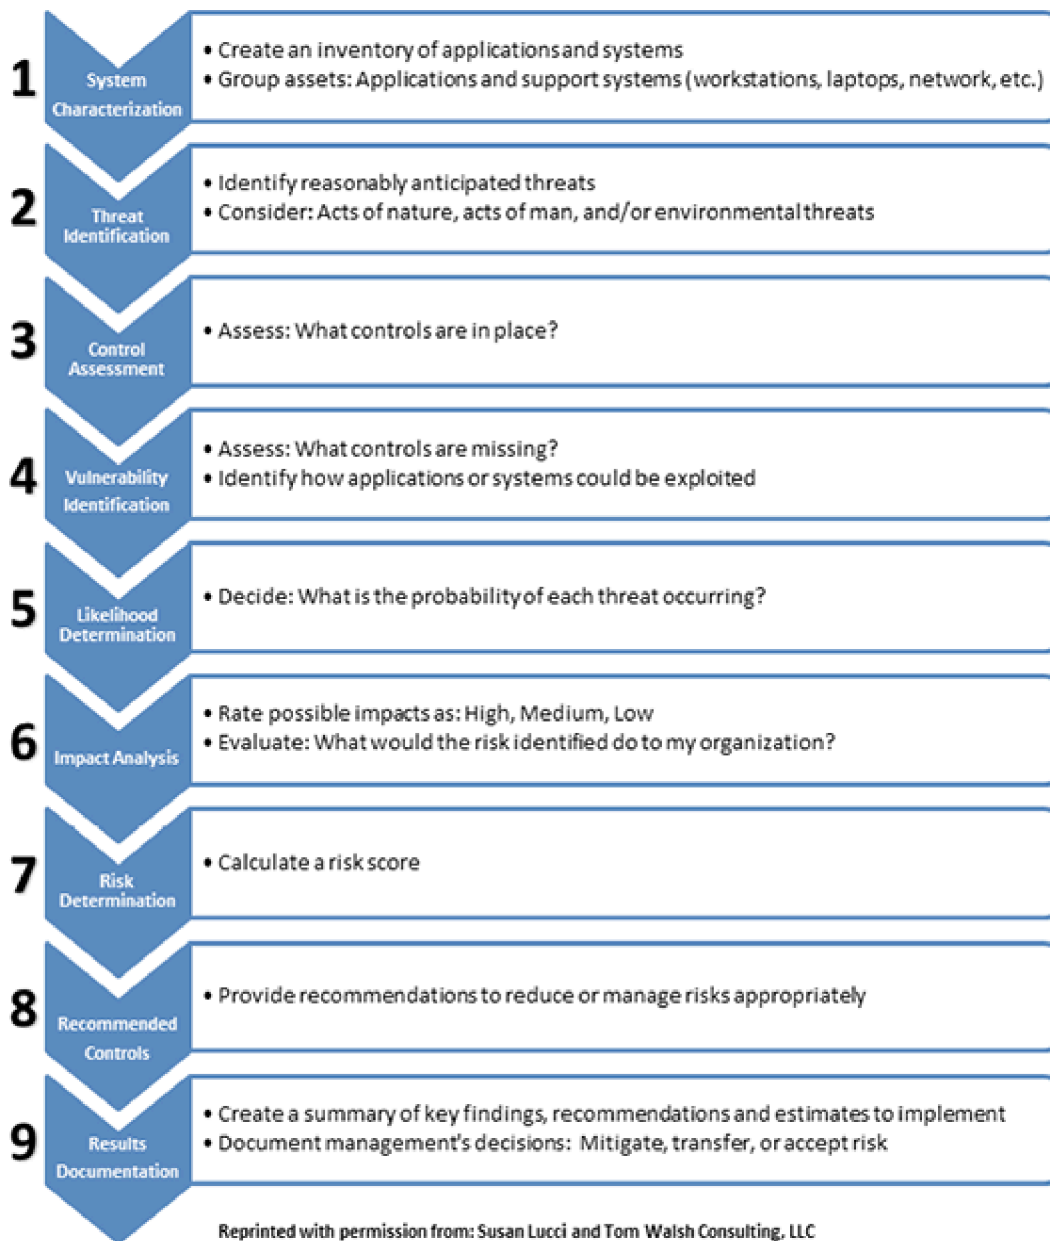 1
System
Characterization
• Create an inventory of applications and systems
• Group assets: Applications and support systems (workstations, laptops, network, etc.)
2
Threat
Identification
• Identify reasonably anticipated threats
• Consider: Acts of nature, acts of man, and/or environmental threats
3
Control
Assessment
• Assess: What controls are in place?
4
Vulnerability
Identification
• Assess: What controls are missing?
• Identify how applications or systems could be exploited
5
Likelihood
Determination
• Decide: What is the probability of each threat occurring?
6
Impact Analysis
• Rate possible impacts as: High, Medium, Low
• Evaluate: What would the risk identified do to my organization?
7
Risk
Determination
• Calculate a risk score
8
Recommended
Controls
• Provide recommendations to reduce or manage risks appropriately
9
Results
Documentation
• Create a summary of key findings, recommendations and estimates to implement
• Document management's decisions: Mitigate, transfer, or accept risk
Reprinted with permission from: Susan Lucci and Tom Walsh Consulting, LLC